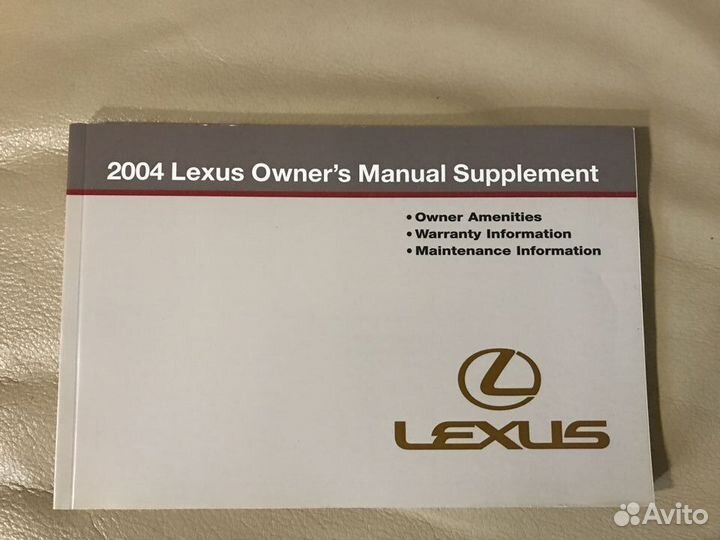 2004 Lexus Owner's Manual Supplement
• Owner Amenities
• Warranty Information
• Maintenance Information
LEXUS
Avito